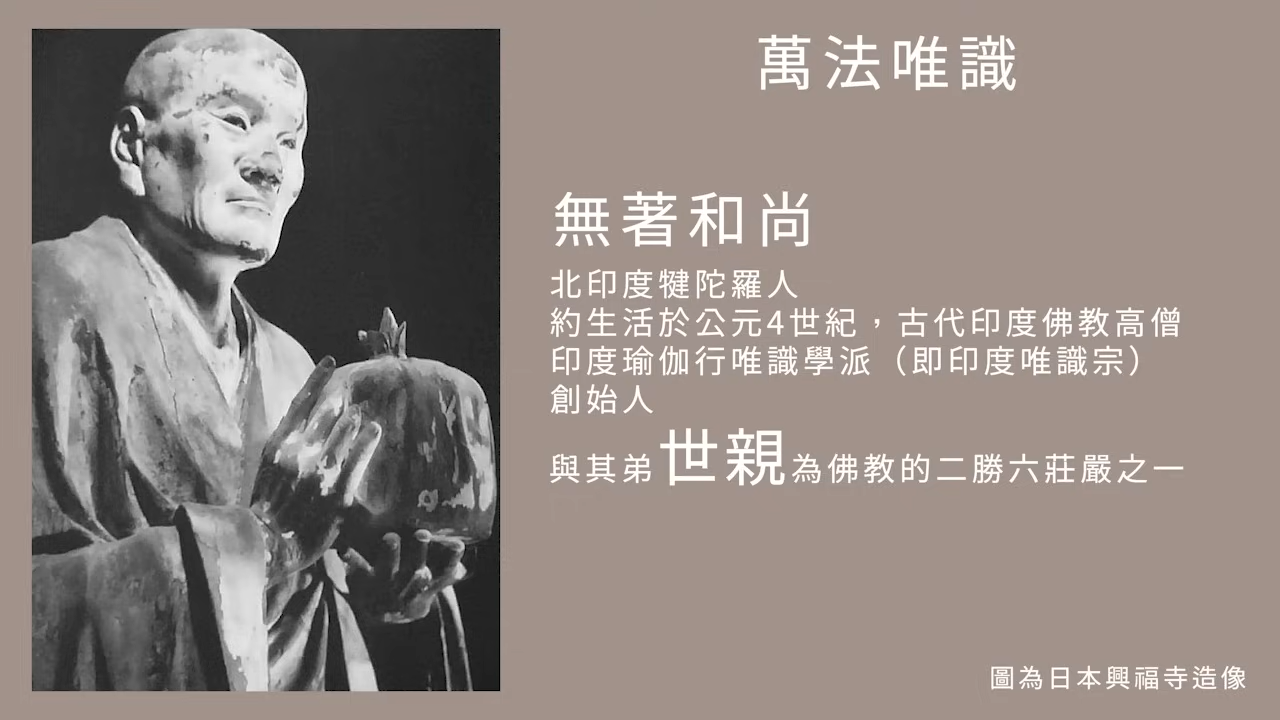 萬法唯識
無著和尚
北印度犍陀羅人
約生活於公元4世紀，古代印度佛教高僧
印度瑜伽行唯識學派（即印度唯識宗）
創始人
與其弟世親為佛教的二勝六莊嚴之一
圖為日本興福寺造像